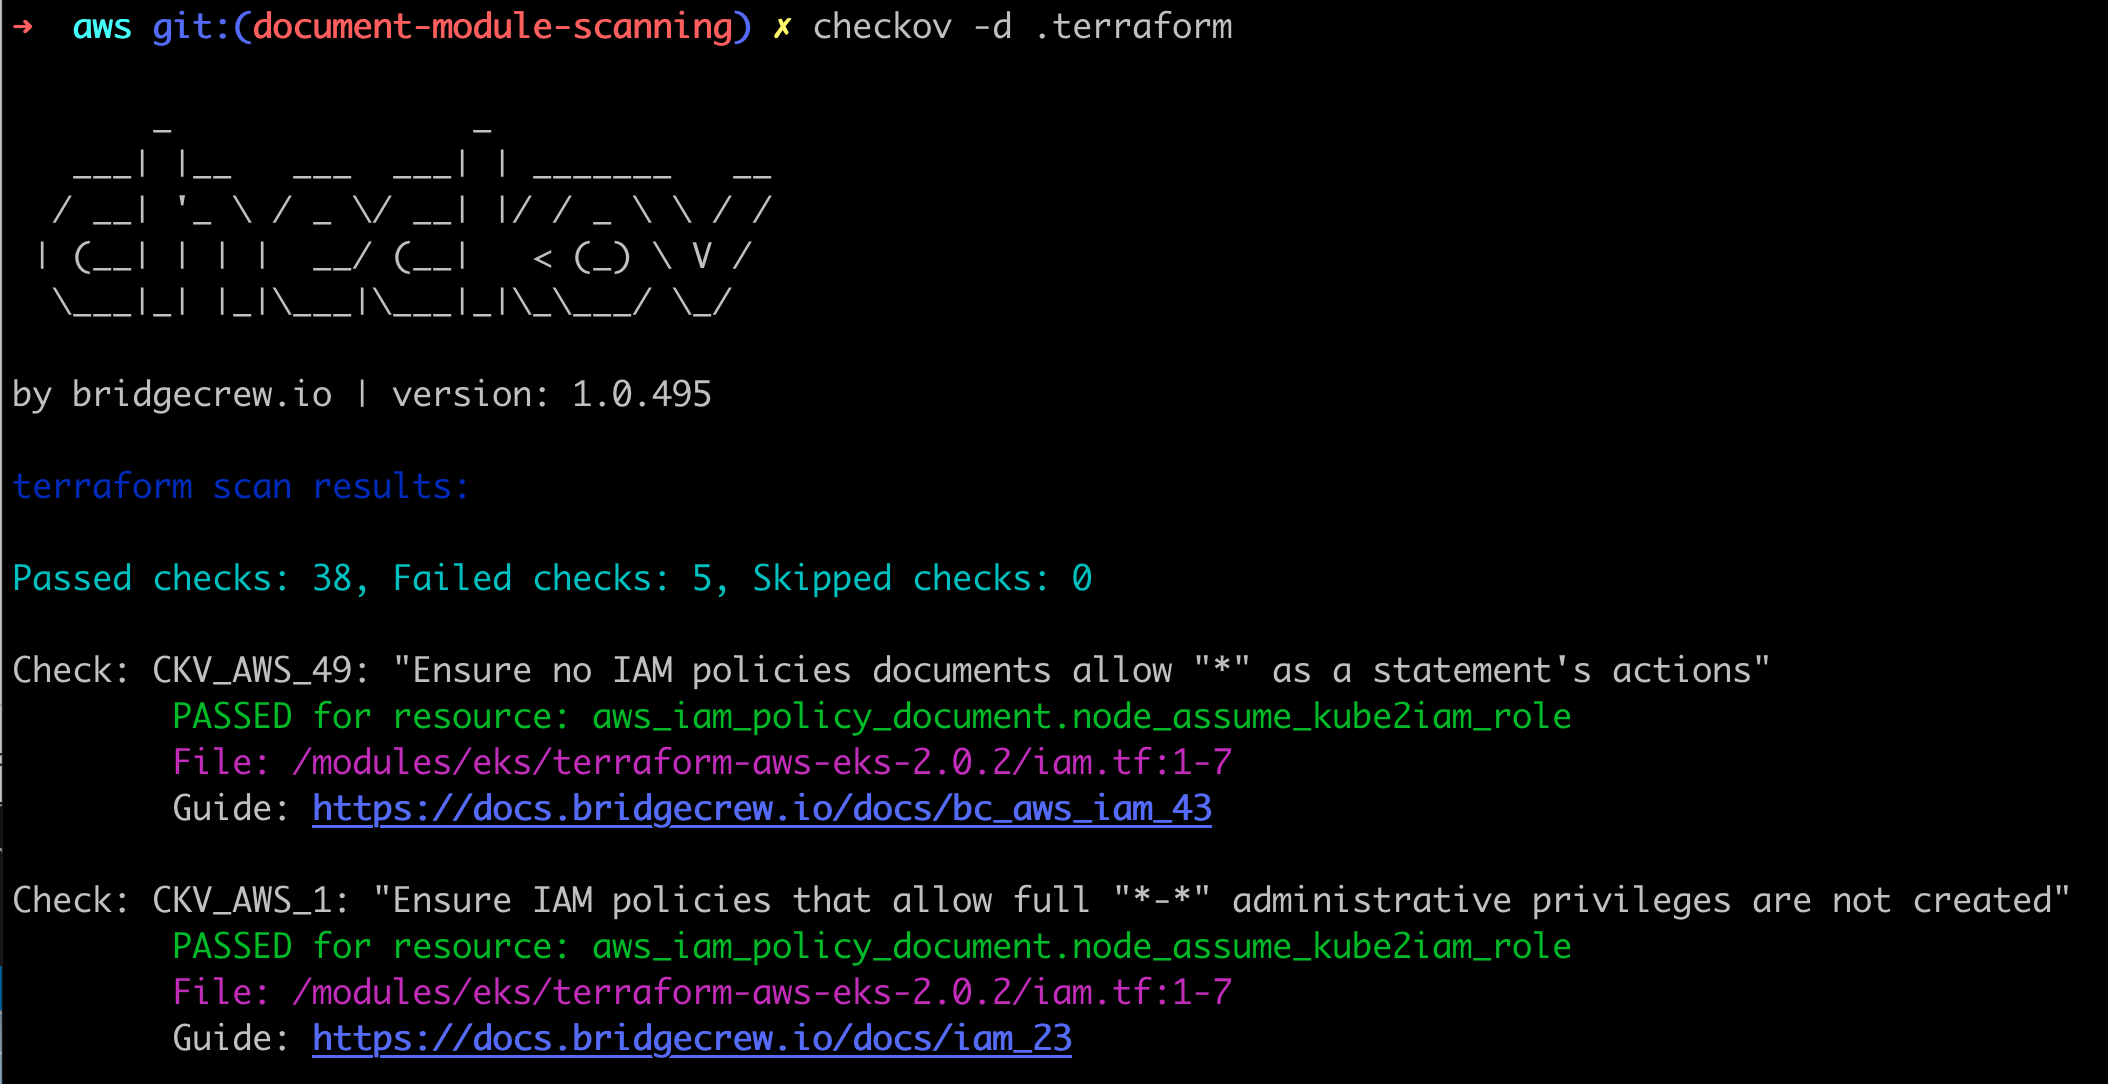 ➜  aws git:(document-module-scanning) ✗ checkov -d .terraform
       _               _
   ___| |__   ___  ___| | _______   __
  / __| '_ \ / _ \/ __| |/ / _ \ \ / /
 | (__| | | |  __/ (__|   < (_) \ V /
  \___|_| |_|\___|\___|_|\_\___/ \_/
by bridgecrew.io | version: 1.0.495
terraform scan results:
Passed checks: 38, Failed checks: 5, Skipped checks: 0
Check: CKV_AWS_49: "Ensure no IAM policies documents allow "*" as a statement's actions"
        PASSED for resource: aws_iam_policy_document.node_assume_kube2iam_role
        File: /modules/eks/terraform-aws-eks-2.0.2/iam.tf:1-7
        Guide: https://docs.bridgecrew.io/docs/bc_aws_iam_43
Check: CKV_AWS_1: "Ensure IAM policies that allow full "*-*" administrative privileges are not created"
        PASSED for resource: aws_iam_policy_document.node_assume_kube2iam_role
        File: /modules/eks/terraform-aws-eks-2.0.2/iam.tf:1-7
        Guide: https://docs.bridgecrew.io/docs/iam_23